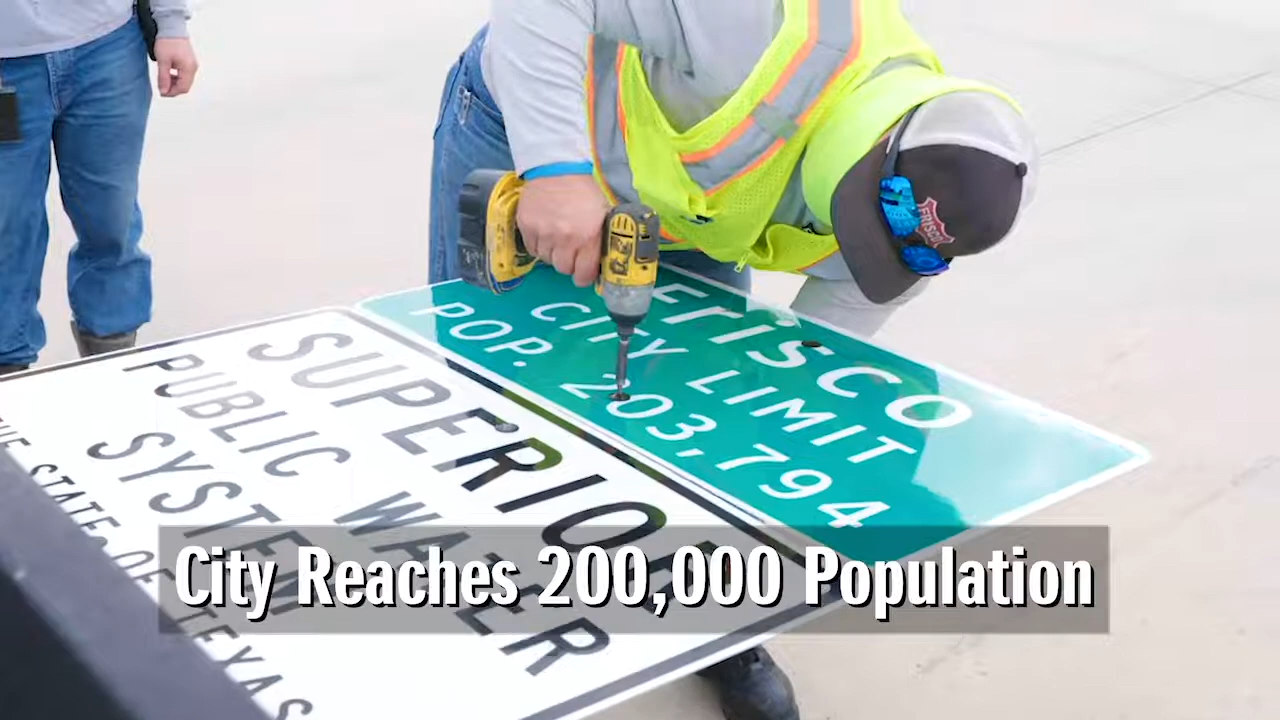 FRISCO
FrISCO
CITY LIMIT
POP. 203,794
SUPERIOR
PUBLIC WATER
SYSTEM
THE STATE OF TEXAS
City Reaches 200,000 Population